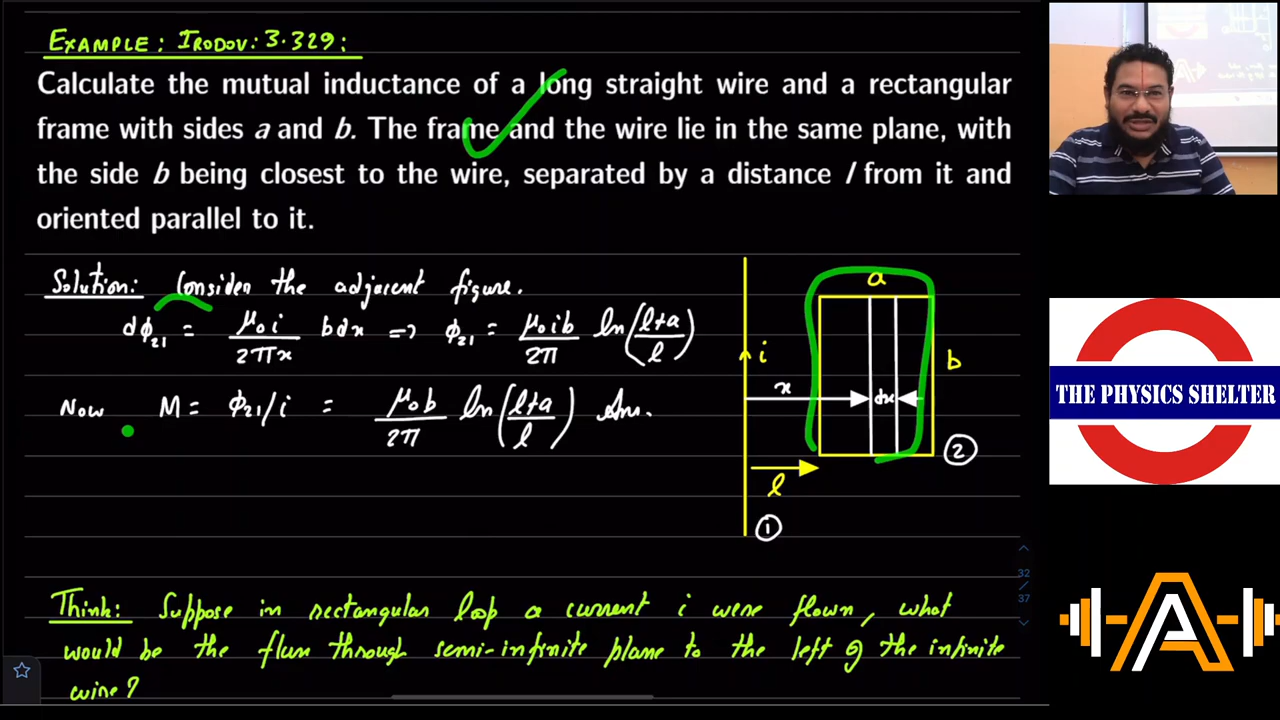 EXAMPLE: IRODOV: 3.329:
Calculate the mutual inductance of a long straight wire and a rectangular
frame with sides a and b. The frame and the wire lie in the same plane, with
the side b being closest to the wire, separated by a distance l from it and
oriented parallel to it.
Solution: Consider the adjacent figure.
dϕ₂₁ = μ₀i/2πx bdx => ϕ₂₁ = μ₀ib/2π ln((l+a)/l)
Now M = ϕ₂₁/i = μ₀b/2π ln((l+a)/l) Ans.
a
i
b
x
dx
l
①
②
Think: Suppose in rectangular loop a current i were flown, what
would be the flux through semi-infinite plane to the left of the infinite
wire?
32
/
37
THE PHYSICS SHELTER
A